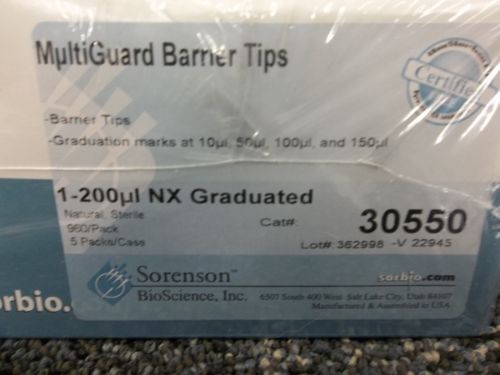 MultiGuard Barrier Tips
Certified
-Barrier Tips
-Graduation marks at 10µl, 50µl, 100µl, and 150µl
1-200µl NX Graduated
Natural, Sterile
960/Pack
5 Packs/Case
Cat#: 30550
Lot#: 362998 -V 22945
Sorenson™
BioScience, Inc.
sorbio.com
6507 South 400 West Salt Lake City, Utah 84107
Manufactured & Assembled in USA
orbio.